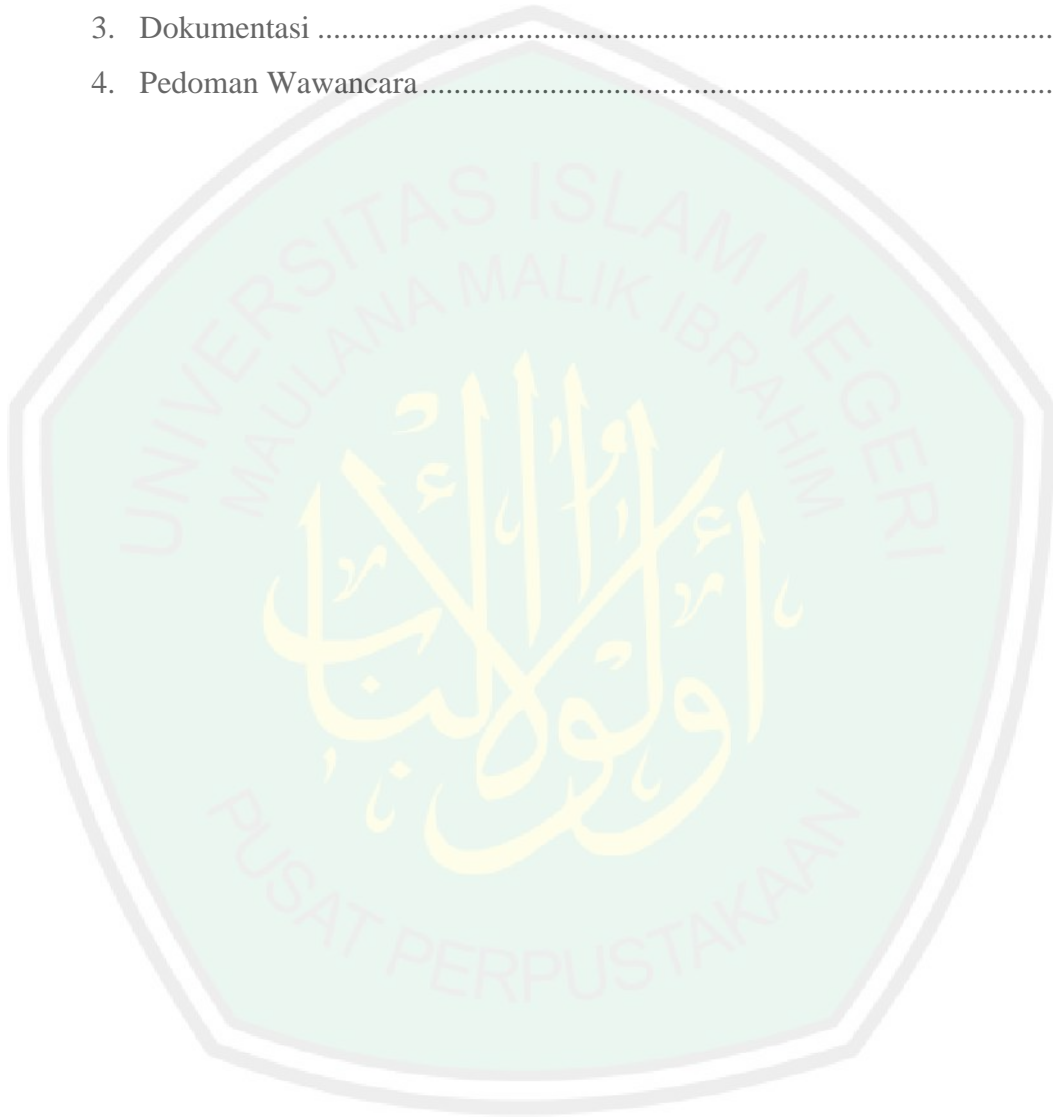 3. Dokumentasi ....................................................................................
4. Pedoman Wawancara ....................................................................................
UNIVERSITAS ISLAM NEGERI
MAULANA MALIK IBRAHIM
أولوا الألباب
PUSAT PERPUSTAKAAN